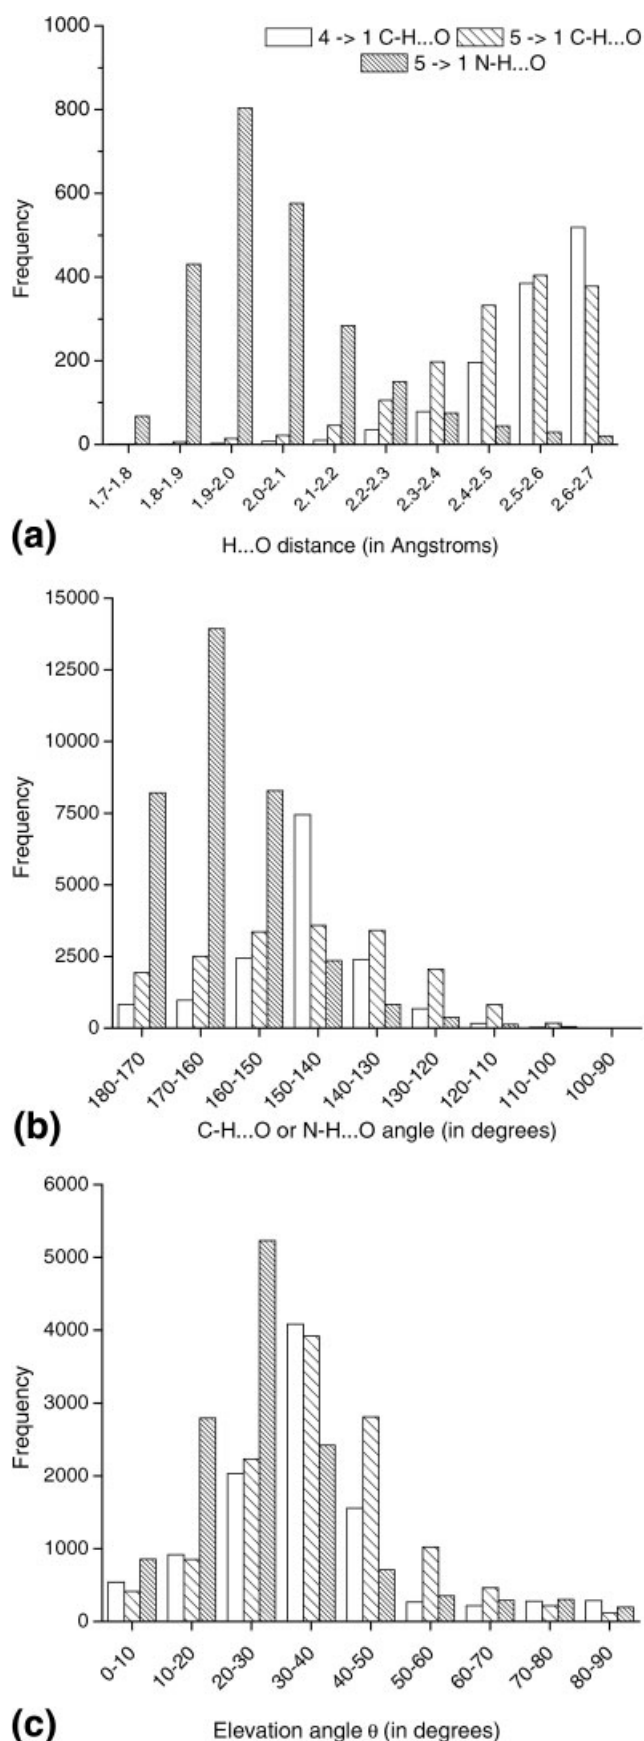 1000
4 -> 1 C-H...O 5 -> 1 C-H...O
5 -> 1 N-H...O
800
600
400
200
0
Frequency
1.7-1.8 1.8-1.9 1.9-2.0 2.0-2.1 2.1-2.2 2.2-2.3 2.3-2.4 2.4-2.5 2.5-2.6 2.6-2.7
(a)
H...O distance (in Angstroms)
15000
12500
10000
7500
5000
2500
0
Frequency
180-170 170-160 160-150 150-140 140-130 130-120 120-110 110-100 100-90
(b)
C-H...O or N-H...O angle (in degrees)
6000
5000
4000
3000
2000
1000
0
Frequency
0-10 10-20 20-30 30-40 40-50 50-60 60-70 70-80 80-90
(c)
Elevation angle θ (in degrees)